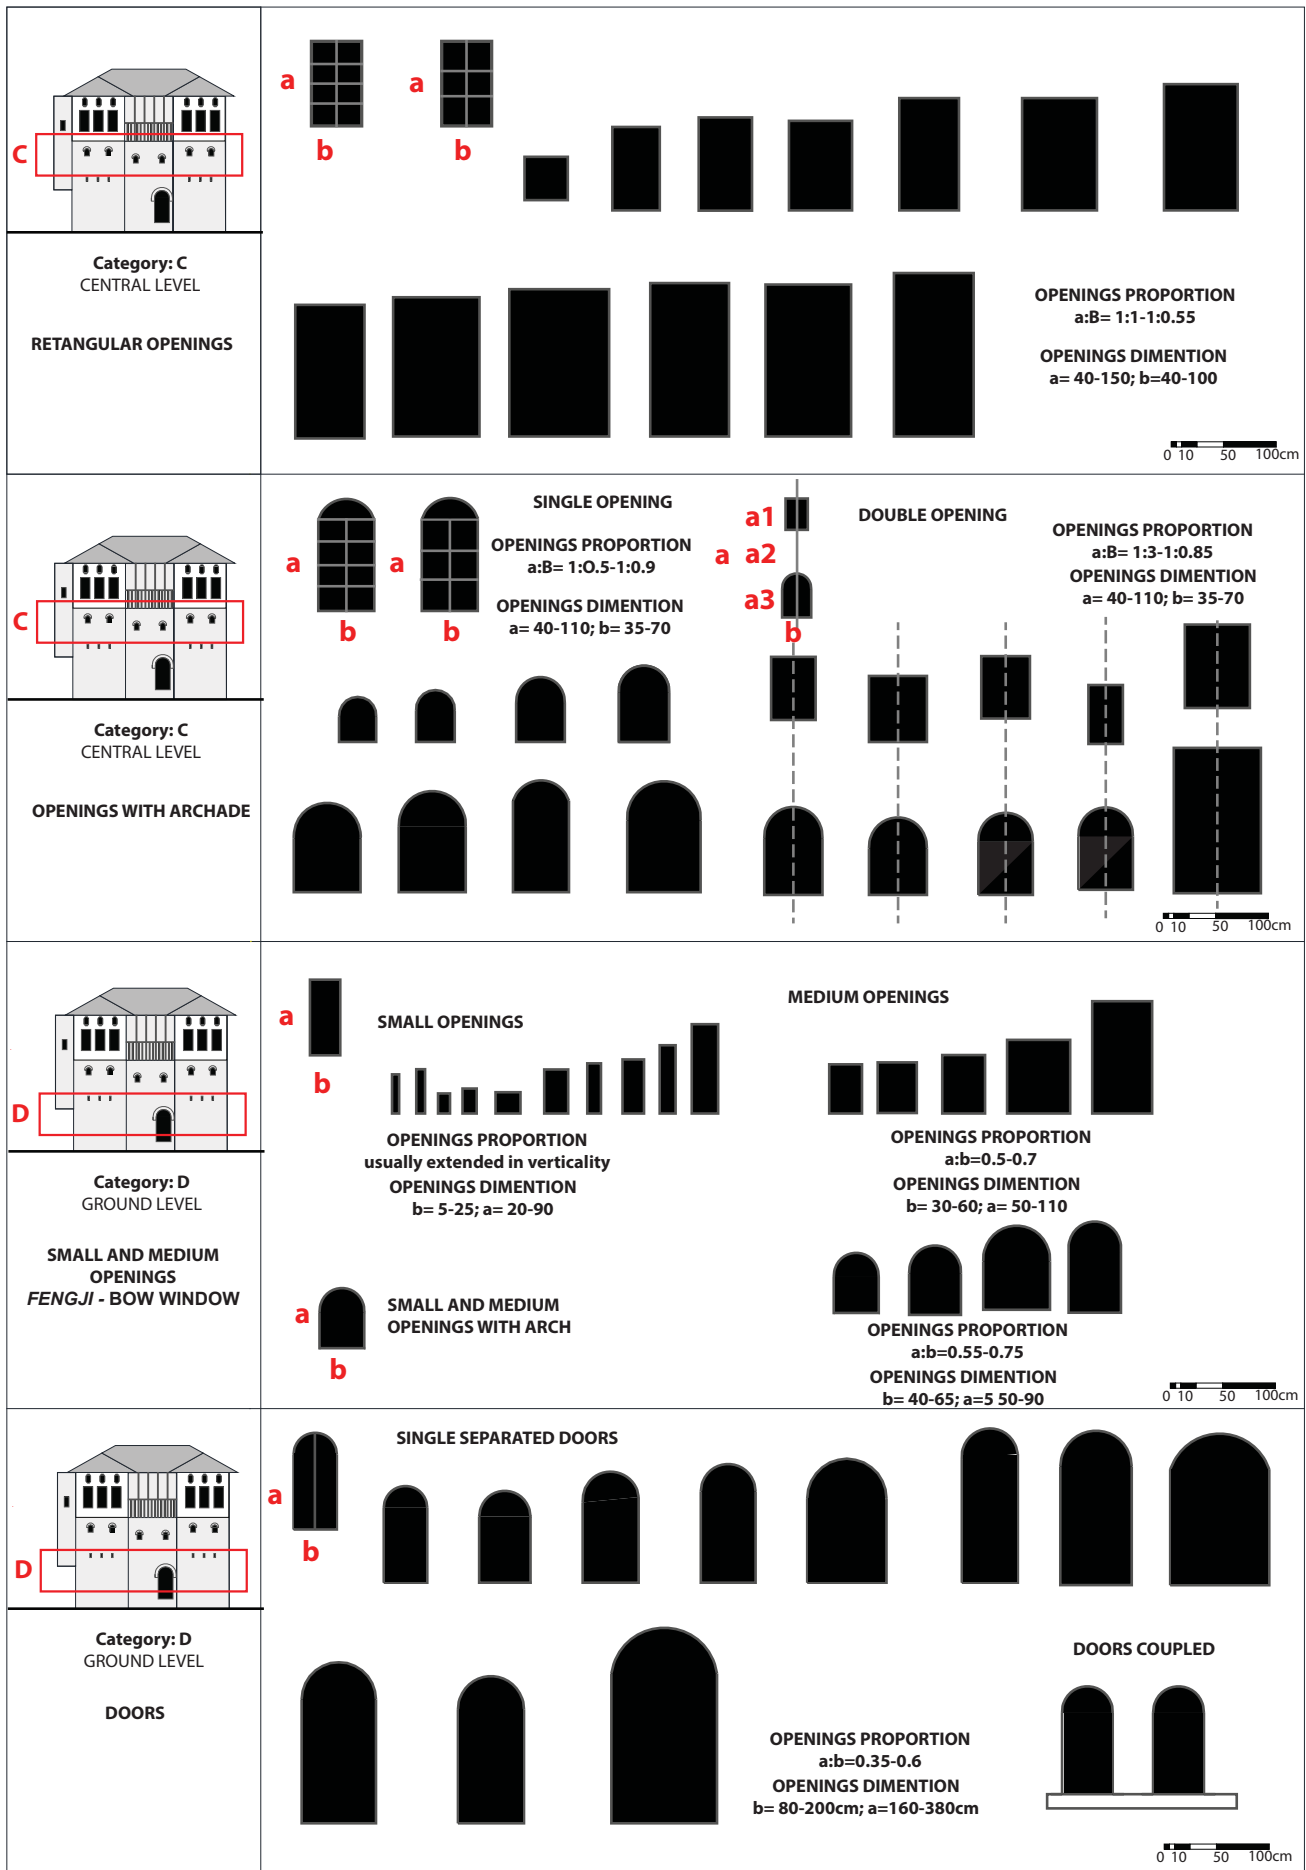 a
b
a
b
C
Category: C
CENTRAL LEVEL
RETANGULAR OPENINGS
OPENINGS PROPORTION
a:B= 1:1-1:0.55
OPENINGS DIMENTION
a= 40-150; b=40-100
0 10 50 100cm
a
b
a
b
SINGLE OPENING
OPENINGS PROPORTION
a:B= 1:O.5-1:0.9
OPENINGS DIMENTION
a= 40-110; b= 35-70
a1
a a2
a3
b
DOUBLE OPENING
OPENINGS PROPORTION
a:B= 1:3-1:0.85
OPENINGS DIMENTION
a= 40-110; b= 35-70
C
Category: C
CENTRAL LEVEL
OPENINGS WITH ARCHADE
0 10 50 100cm
a
b
SMALL OPENINGS
OPENINGS PROPORTION
usually extended in verticality
OPENINGS DIMENTION
b= 5-25; a= 20-90
MEDIUM OPENINGS
OPENINGS PROPORTION
a:b=0.5-0.7
OPENINGS DIMENTION
b= 30-60; a= 50-110
D
Category: D
GROUND LEVEL
SMALL AND MEDIUM
OPENINGS
FENGJI - BOW WINDOW
a
b
SMALL AND MEDIUM
OPENINGS WITH ARCH
OPENINGS PROPORTION
a:b=0.55-0.75
OPENINGS DIMENTION
b= 40-65; a=5 50-90
0 10 50 100cm
a
b
SINGLE SEPARATED DOORS
D
Category: D
GROUND LEVEL
DOORS
OPENINGS PROPORTION
a:b=0.35-0.6
OPENINGS DIMENTION
b= 80-200cm; a=160-380cm
DOORS COUPLED
0 10 50 100cm